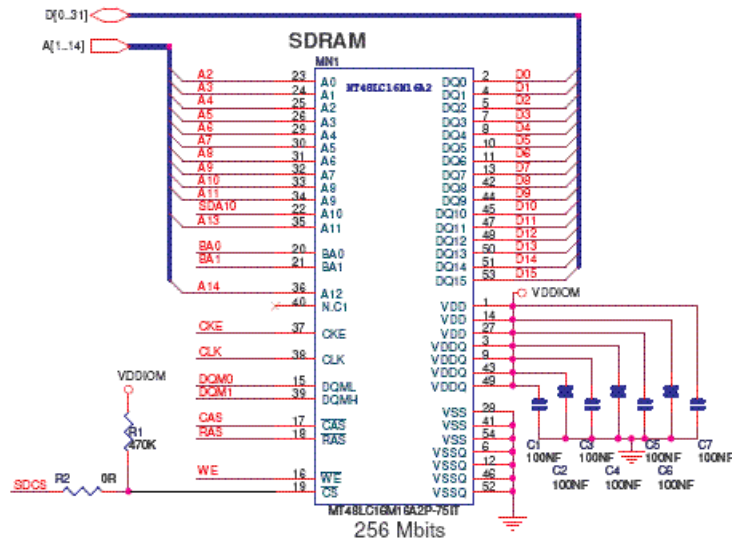 D[0..31]
A[1..14]
SDRAM
MN1
MT48LC16M16A2
A2 23 A0 DQ0 2 D0
A3 24 A1 DQ1 4 D1
A4 25 A2 DQ2 5 D2
A5 26 A3 DQ3 7 D3
A6 29 A4 DQ4 8 D4
A7 30 A5 DQ5 10 D5
A8 31 A6 DQ6 11 D6
A9 32 A7 DQ7 13 D7
A10 33 A8 DQ8 42 D8
A11 34 A9 DQ9 44 D9
SDA10 22 A10 DQ10 45 D10
A13 35 A11 DQ11 47 D11
DQ12 48 D12
BA0 20 BA0 DQ13 50 D13
BA1 21 BA1 DQ14 51 D14
DQ15 53 D15
A14 36 A12
VDDIOM
40 N.C1 VDD 1
VDD 14
CKE 37 CKE VDD 27
VDDQ 3
CLK 38 CLK VDDQ 9
VDDQ 43
DQM0 15 DQML VDDQ 49
DQM1 39 DQMH
VDDIOM
VSS 28
CAS 17 CAS VSS 41
RAS 18 RAS VSS 54
VSSQ 6
VSSQ 12
WE 16 WE VSSQ 46
19 CS VSSQ 52
R1
470K
R2 0R
SDCS
C1 C3 C5 C7
100NF 100NF 100NF 100NF
C2 C4 C6
100NF 100NF 100NF
MT48LC16M16A2P-75IT
256 Mbits